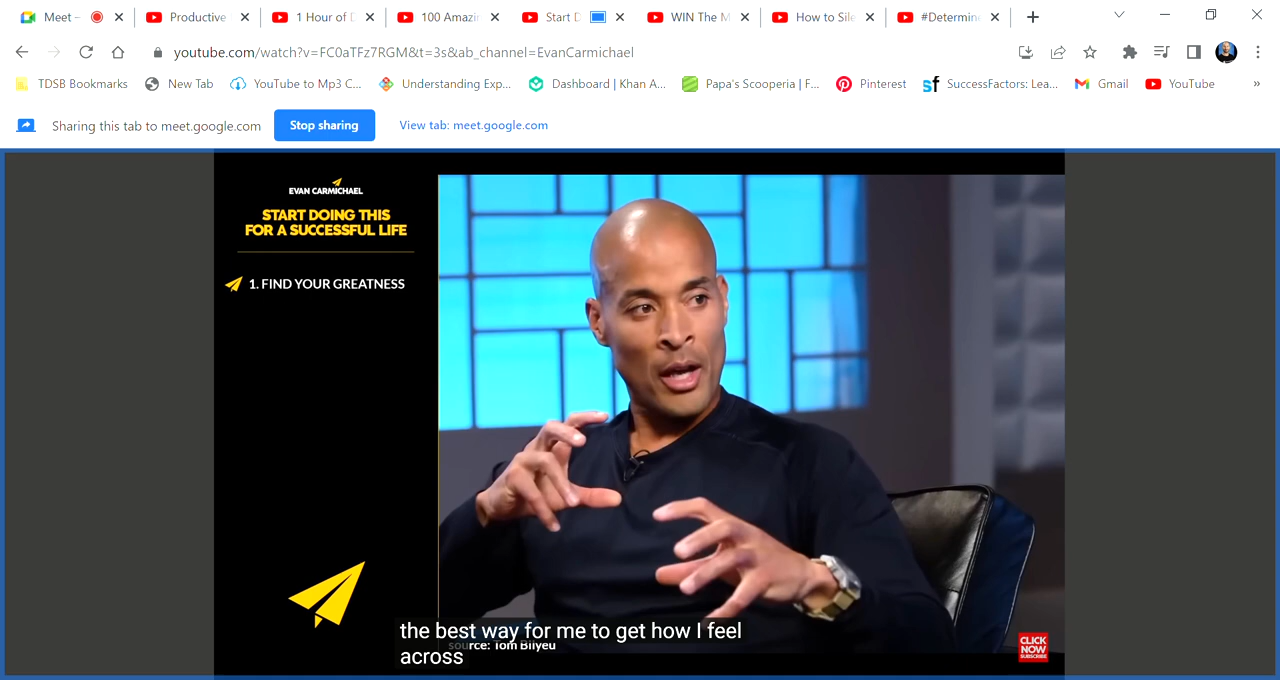 Meet –
Productive
1 Hour of D
100 Amazin
Start D
WIN The M
How to Sile
#Determine
youtube.com/watch?v=FC0aTFz7RGM&t=3s&ab_channel=EvanCarmichael
TDSB Bookmarks
New Tab
YouTube to Mp3 C...
Understanding Exp...
Dashboard | Khan A...
Papa's Scooperia | F...
Pinterest
SuccessFactors: Lea...
Gmail
YouTube
»
Sharing this tab to meet.google.com
Stop sharing
View tab: meet.google.com
EVAN CARMICHAEL
START DOING THIS
FOR A SUCCESSFUL LIFE
1. FIND YOUR GREATNESS
the best way for me to get how I feel
across
source: Tom Bilyeu
CLICK
NOW
SUBSCRIBE